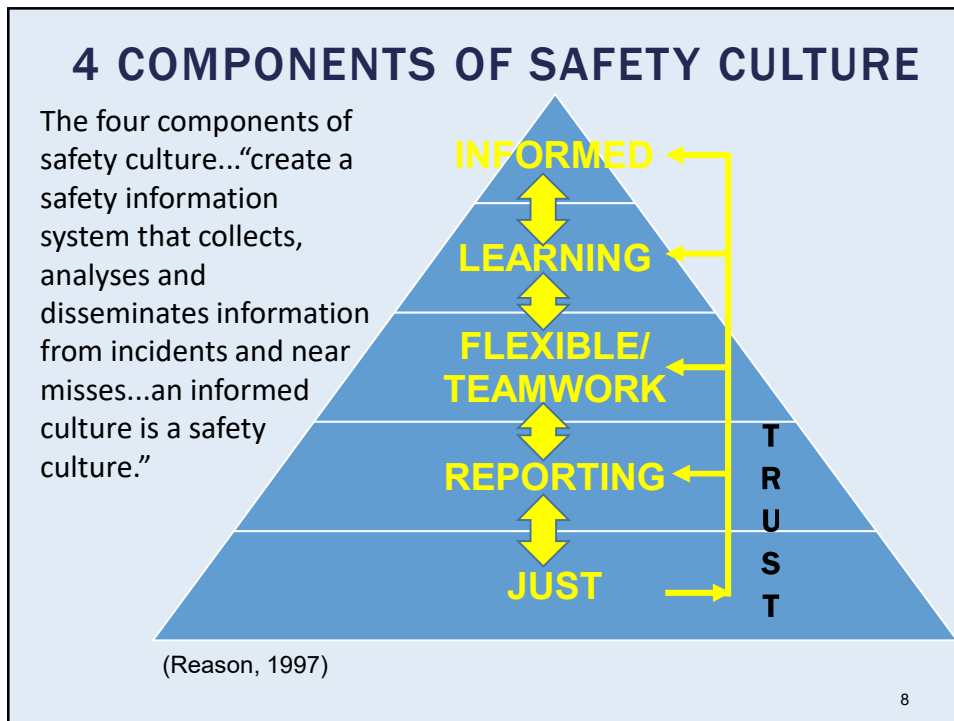 4 COMPONENTS OF SAFETY CULTURE
The four components of
safety culture...“create a
safety information
system that collects,
analyses and
disseminates information
from incidents and near
misses...an informed
culture is a safety
culture.”
INFORMED
LEARNING
FLEXIBLE/
TEAMWORK
REPORTING
JUST
T
R
U
S
T
(Reason, 1997)
8